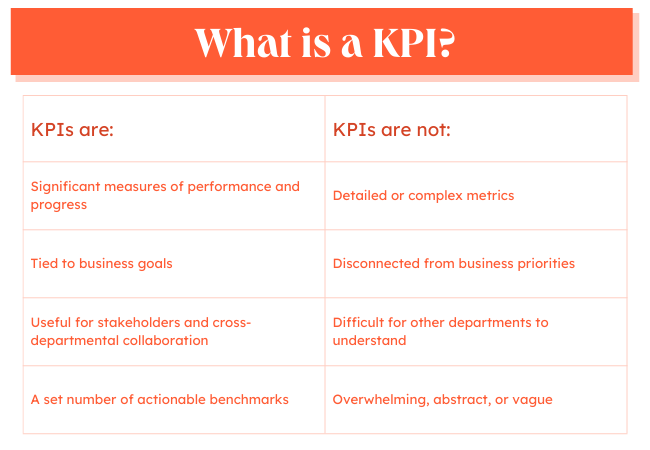 What is a KPI?
KPIs are:
KPIs are not:
Significant measures of performance and
progress
Detailed or complex metrics
Tied to business goals
Disconnected from business priorities
Useful for stakeholders and cross-
departmental collaboration
Difficult for other departments to
understand
A set number of actionable benchmarks
Overwhelming, abstract, or vague